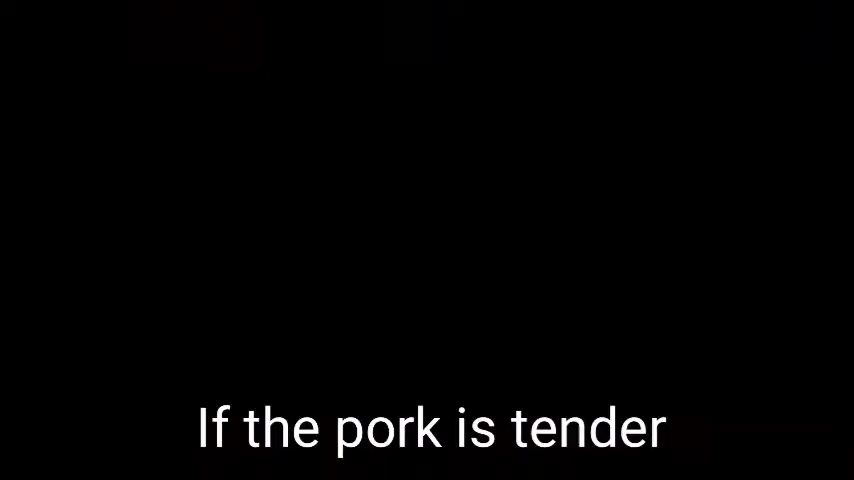 If the pork is tender